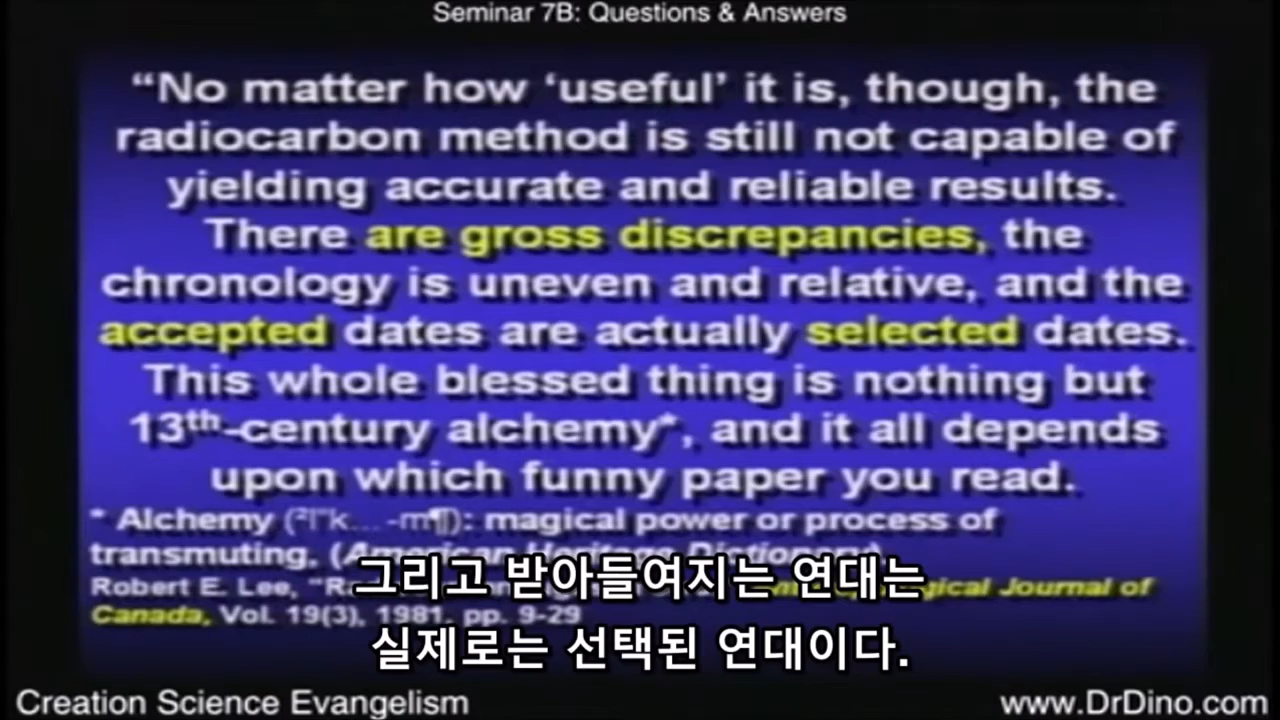 Seminar 7B: Questions & Answers
“No matter how ‘useful’ it is, though, the
radiocarbon method is still not capable of
yielding accurate and reliable results.
There are gross discrepancies, the
chronology is uneven and relative, and the
accepted dates are actually selected dates.
This whole blessed thing is nothing but
13th-century alchemy*, and it all depends
upon which funny paper you read.
* Alchemy: magical power or process of
transmuting.
Robert E. Lee, Journal of
Canada, Vol. 19(3), 1981, pp. 9-29
그리고 받아들여지는 연대는
실제로는 선택된 연대이다.
Creation Science Evangelism
www.DrDino.com